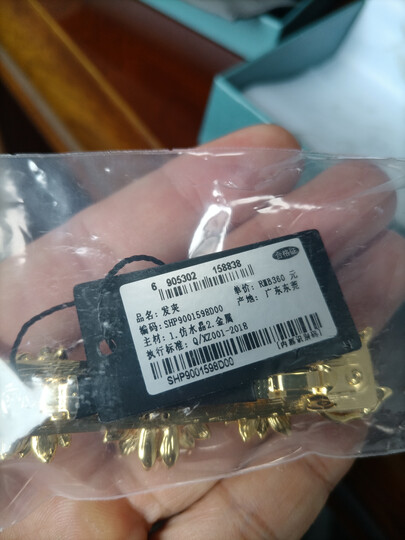 6 905302 158838
合格证
品名: 发夹
单价: RMB360 元
编码: SHP9001598D00
产地: 广东东莞
主材: 1.仿水晶2.金属
执行标准: Q/XZ001-2018
SHP9001598D00